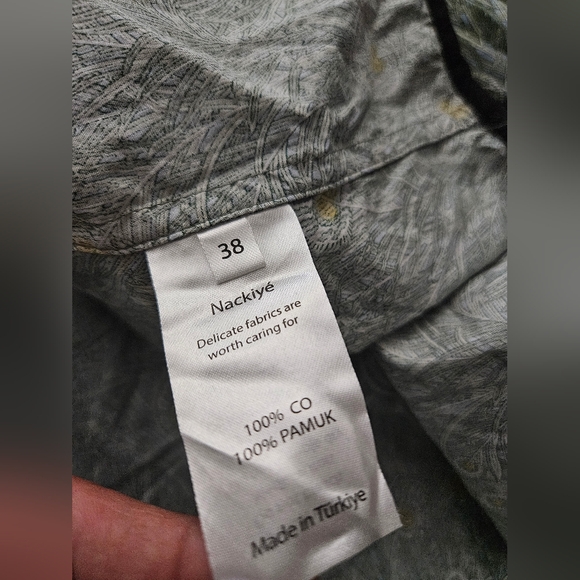 38
Nackiyé
Delicate fabrics are
worth caring for
100% CO
100% PAMUK
Made in Türkiye